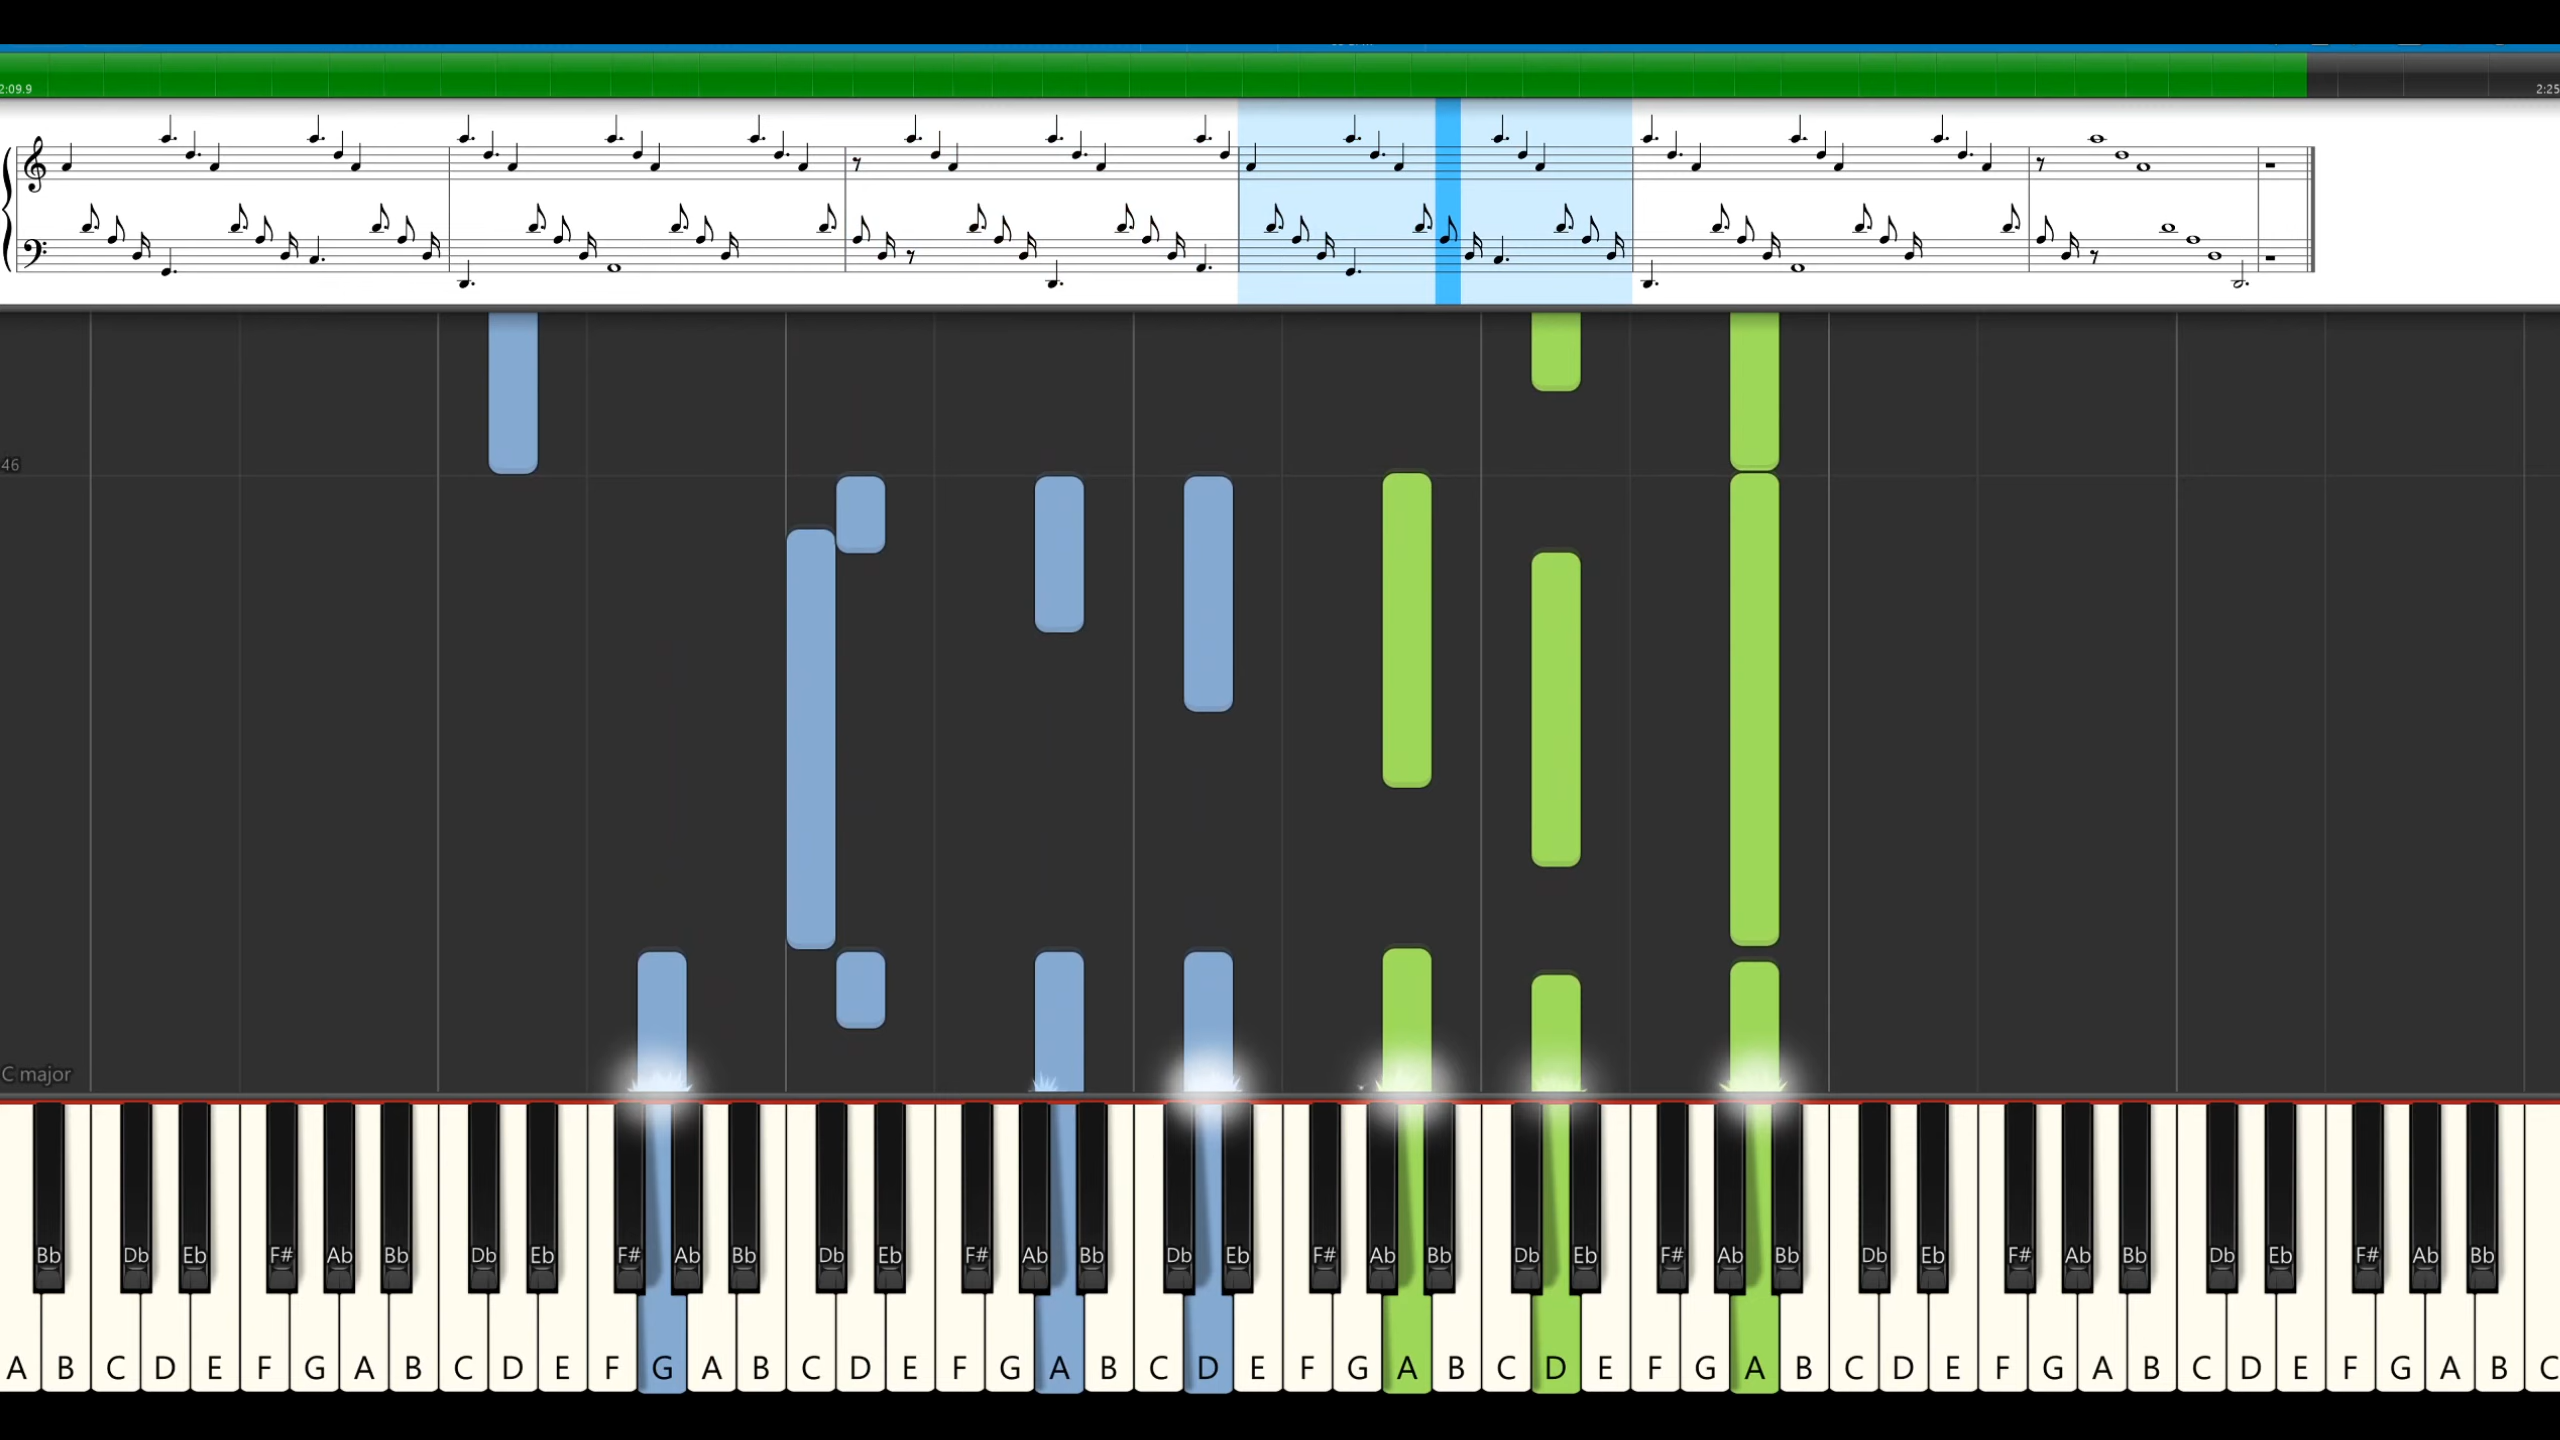 2:09.9 2:25
46
C major
Bb Db Eb F# Ab Bb Db Eb F# Ab Bb Db Eb F# Ab Bb Db Eb F# Ab Bb Db Eb F# Ab Bb Db Eb F# Ab Bb Db Eb F# Ab Bb
A B C D E F G A B C D E F G A B C D E F G A B C D E F G A B C D E F G A B C D E F G A B C D E F G A B C